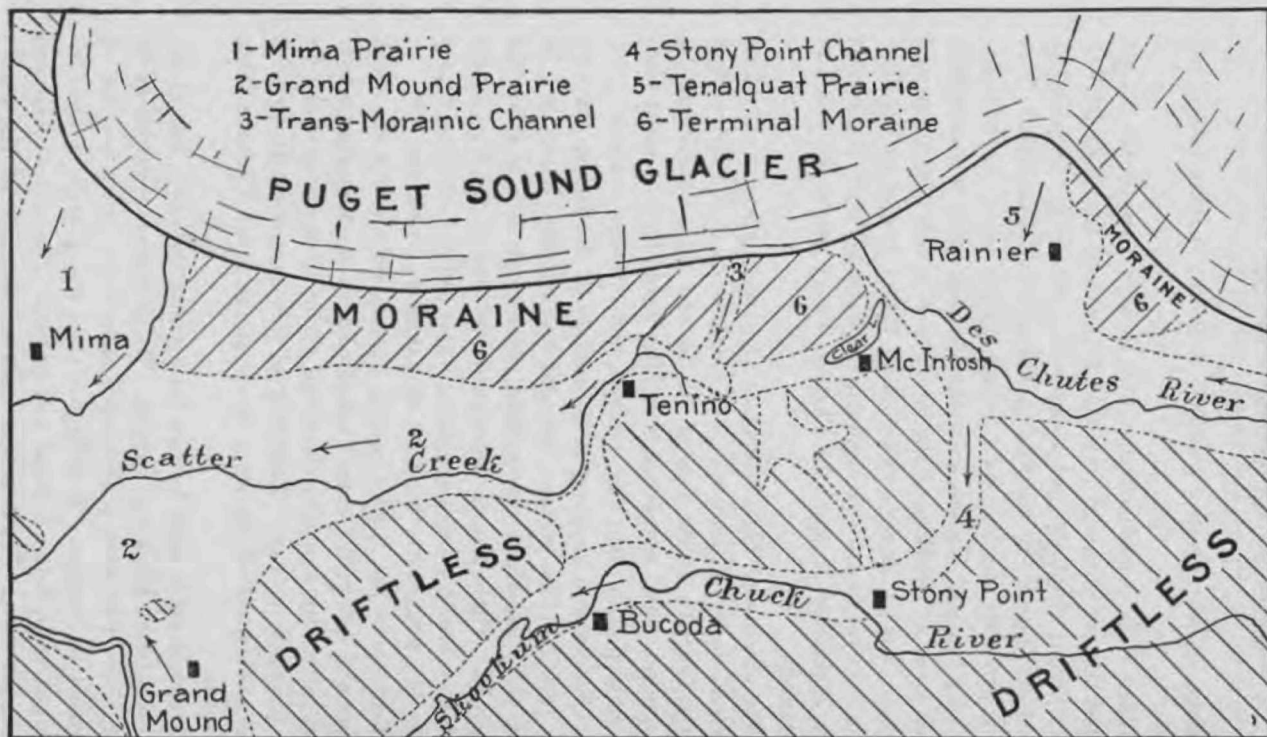 1-Mima Prairie
2-Grand Mound Prairie
3-Trans-Morainic Channel
4-Stony Point Channel
5-Tenalquat Prairie.
6-Terminal Moraine
PUGET SOUND GLACIER
5
Rainier
MORAINE
6
1
Mima
3
MORAINE
6
6
Clear L.
McIntosh
Des Chutes River
Tenino
2
Scatter Creek
4
2
DRIFTLESS
Chuck
Stony Point
Bucoda
River
Skookum
DRIFTLESS
Grand
Mound